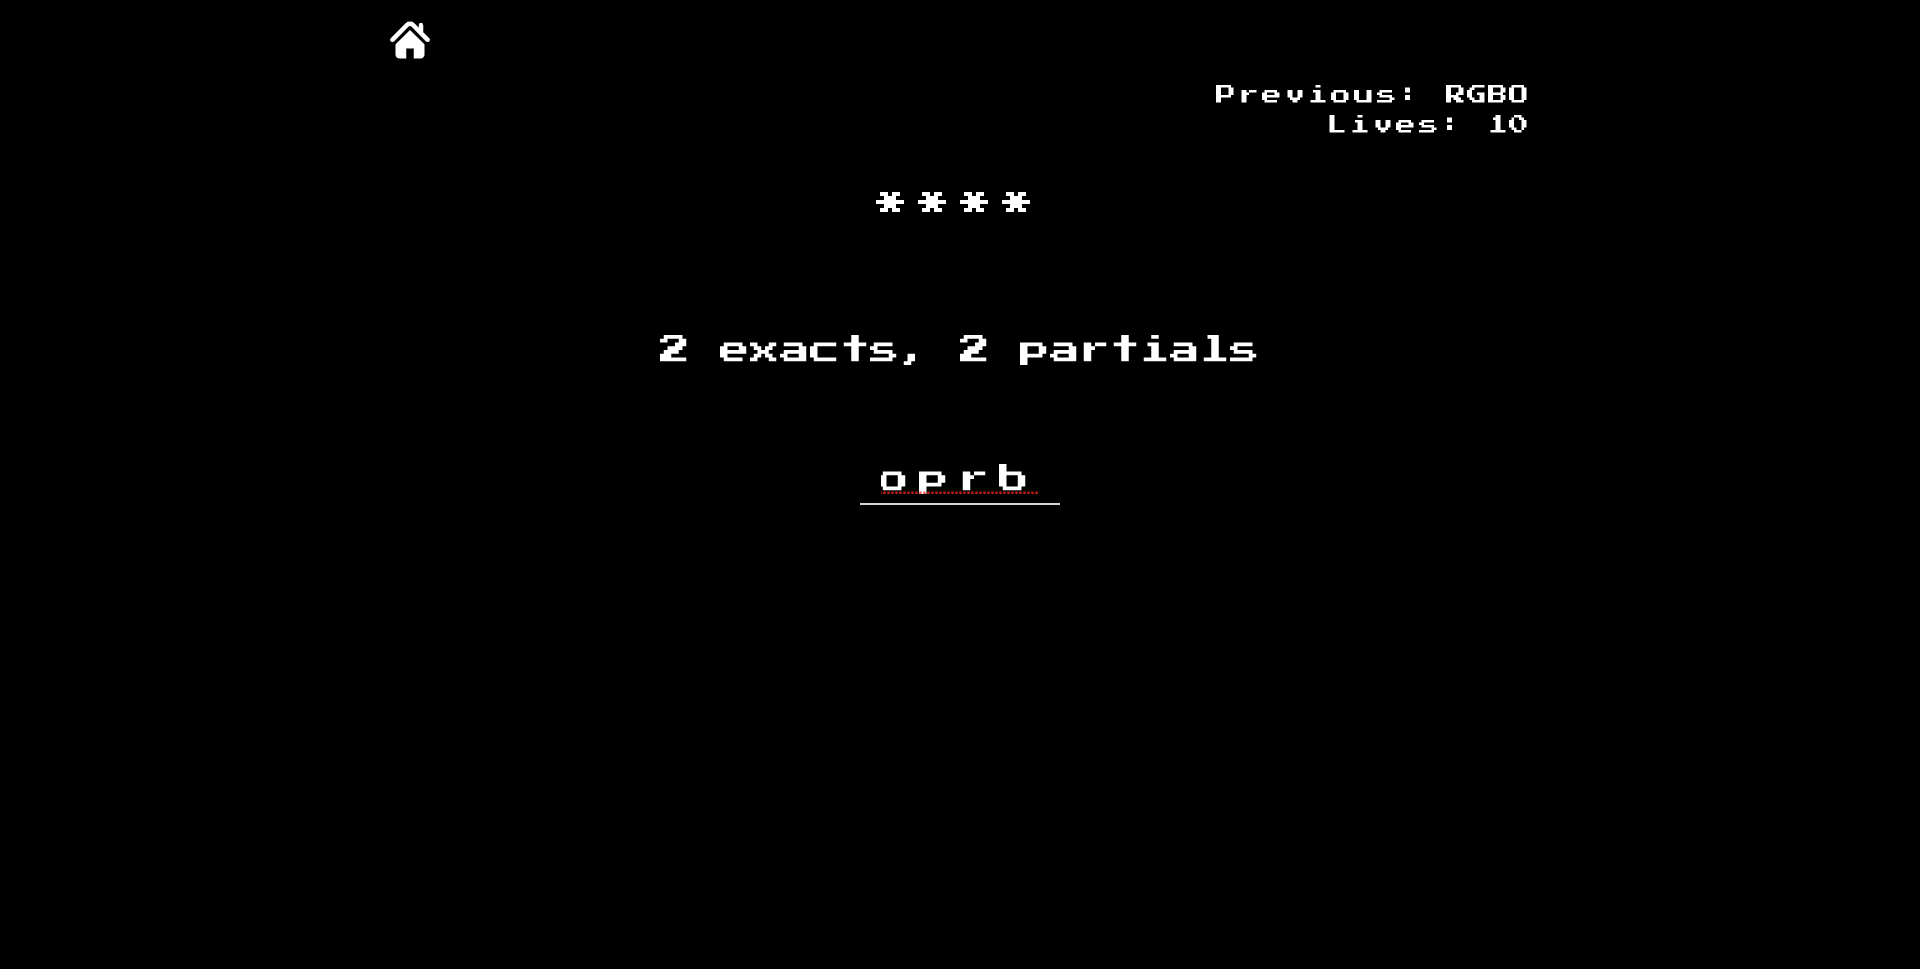 Previous: RGBO
Lives: 10
****
2 exacts, 2 partials
oprb